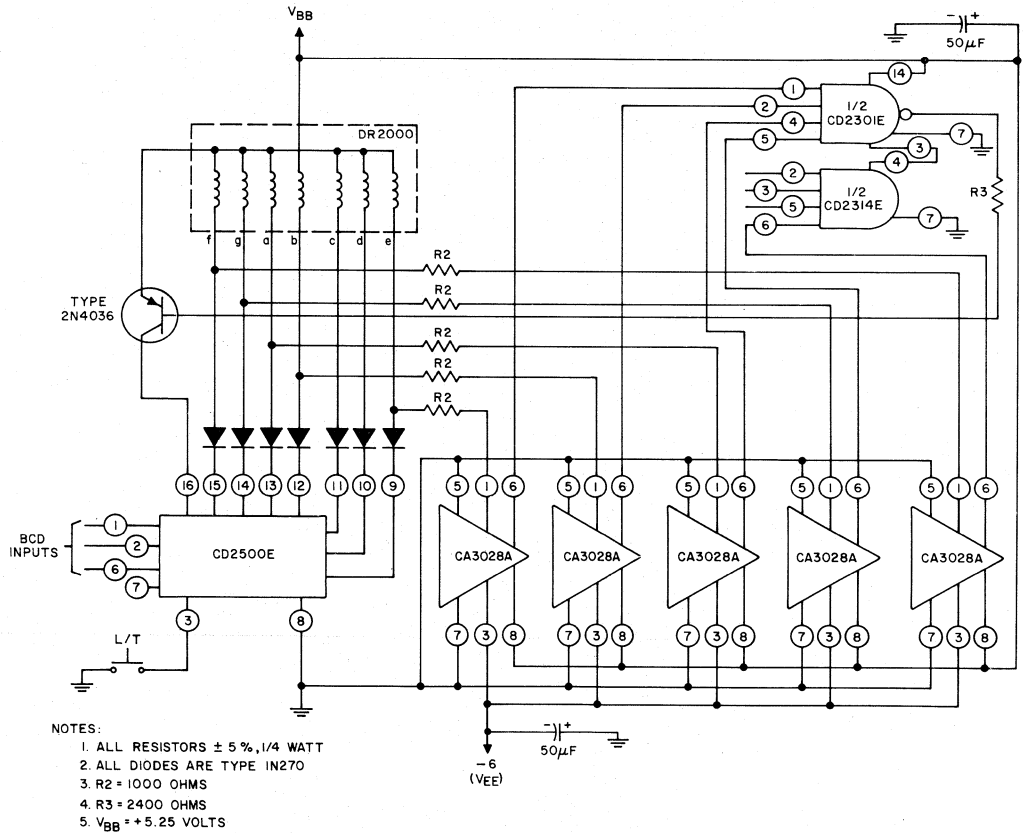 VBB
- +
50µF
14
1
2
4
5
1/2
CD2301E
7
3
4
2
3
5
6
1/2
CD2314E
7
R3
DR2000
f g a b c d e
R2
R2
R2
R2
R2
TYPE
2N4036
16 15 14 13 12 11 10 9
BCD
INPUTS
1
2
6
7
CD2500E
3
8
L/T
5 1 6 5 1 6 5 1 6 5 1 6 5 1 6
CA3028A CA3028A CA3028A CA3028A CA3028A
7 3 8 7 3 8 7 3 8 7 3 8 7 3 8
- +
50µF
-6
(VEE)
NOTES:
1. ALL RESISTORS ± 5 %, 1/4 WATT
2. ALL DIODES ARE TYPE IN270
3. R2 = 1000 OHMS
4. R3 = 2400 OHMS
5. VBB = +5.25 VOLTS